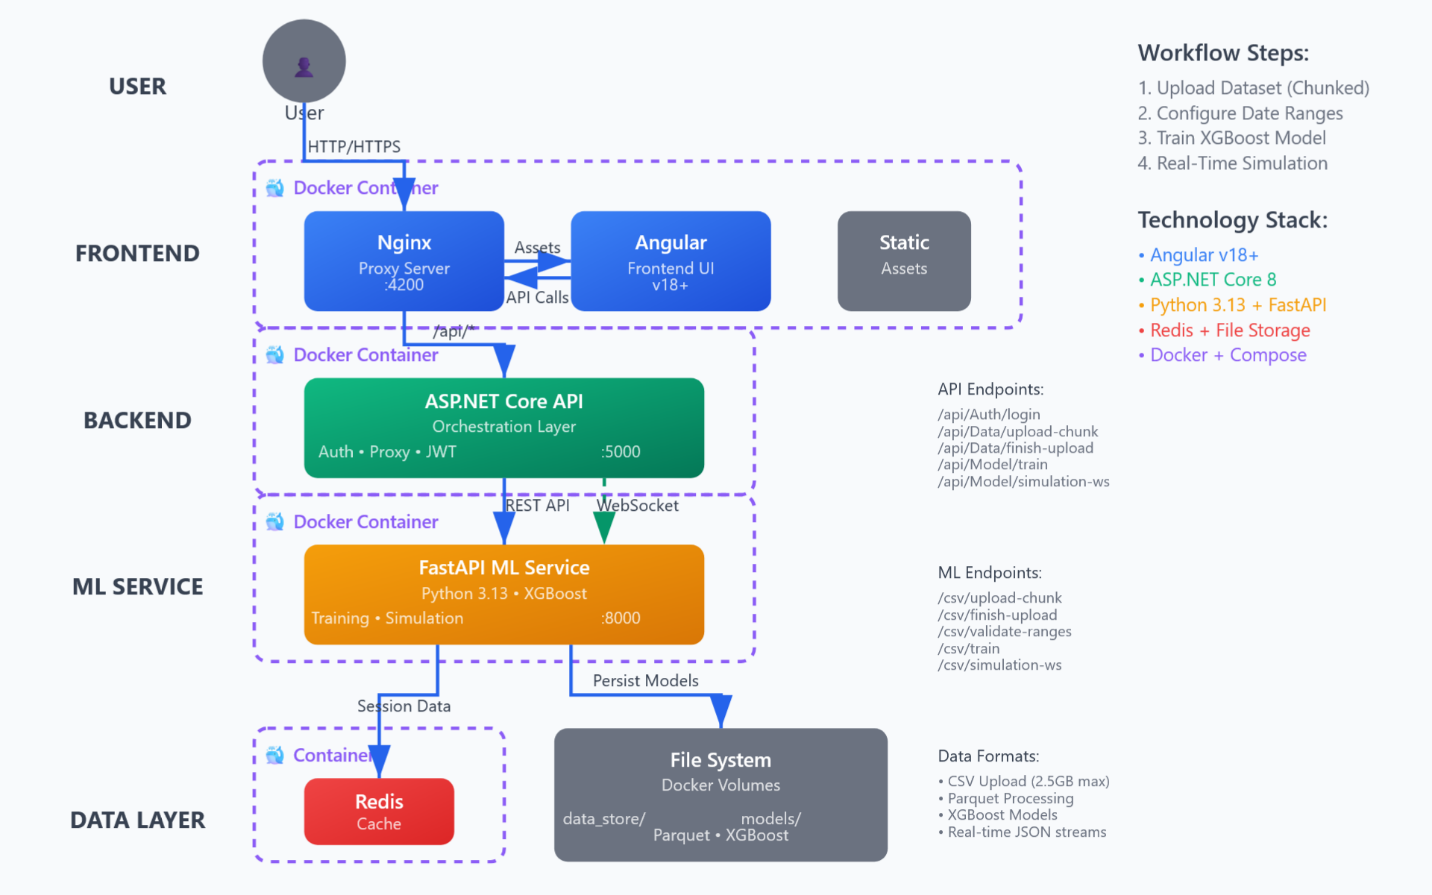 USER
User
HTTP/HTTPS
Workflow Steps:
1. Upload Dataset (Chunked)
2. Configure Date Ranges
3. Train XGBoost Model
4. Real-Time Simulation
Technology Stack:
• Angular v18+
• ASP.NET Core 8
• Python 3.13 + FastAPI
• Redis + File Storage
• Docker + Compose
FRONTEND
Docker Container
Nginx
Proxy Server
:4200
Assets
API Calls
Angular
Frontend UI
v18+
Static
Assets
/api/*
BACKEND
Docker Container
ASP.NET Core API
Orchestration Layer
Auth • Proxy • JWT
:5000
API Endpoints:
/api/Auth/login
/api/Data/upload-chunk
/api/Data/finish-upload
/api/Model/train
/api/Model/simulation-ws
REST API
WebSocket
ML SERVICE
Docker Container
FastAPI ML Service
Python 3.13 • XGBoost
Training • Simulation
:8000
ML Endpoints:
/csv/upload-chunk
/csv/finish-upload
/csv/validate-ranges
/csv/train
/csv/simulation-ws
Session Data
Persist Models
DATA LAYER
Container
Redis
Cache
File System
Docker Volumes
data_store/
models/
Parquet • XGBoost
Data Formats:
• CSV Upload (2.5GB max)
• Parquet Processing
• XGBoost Models
• Real-time JSON streams